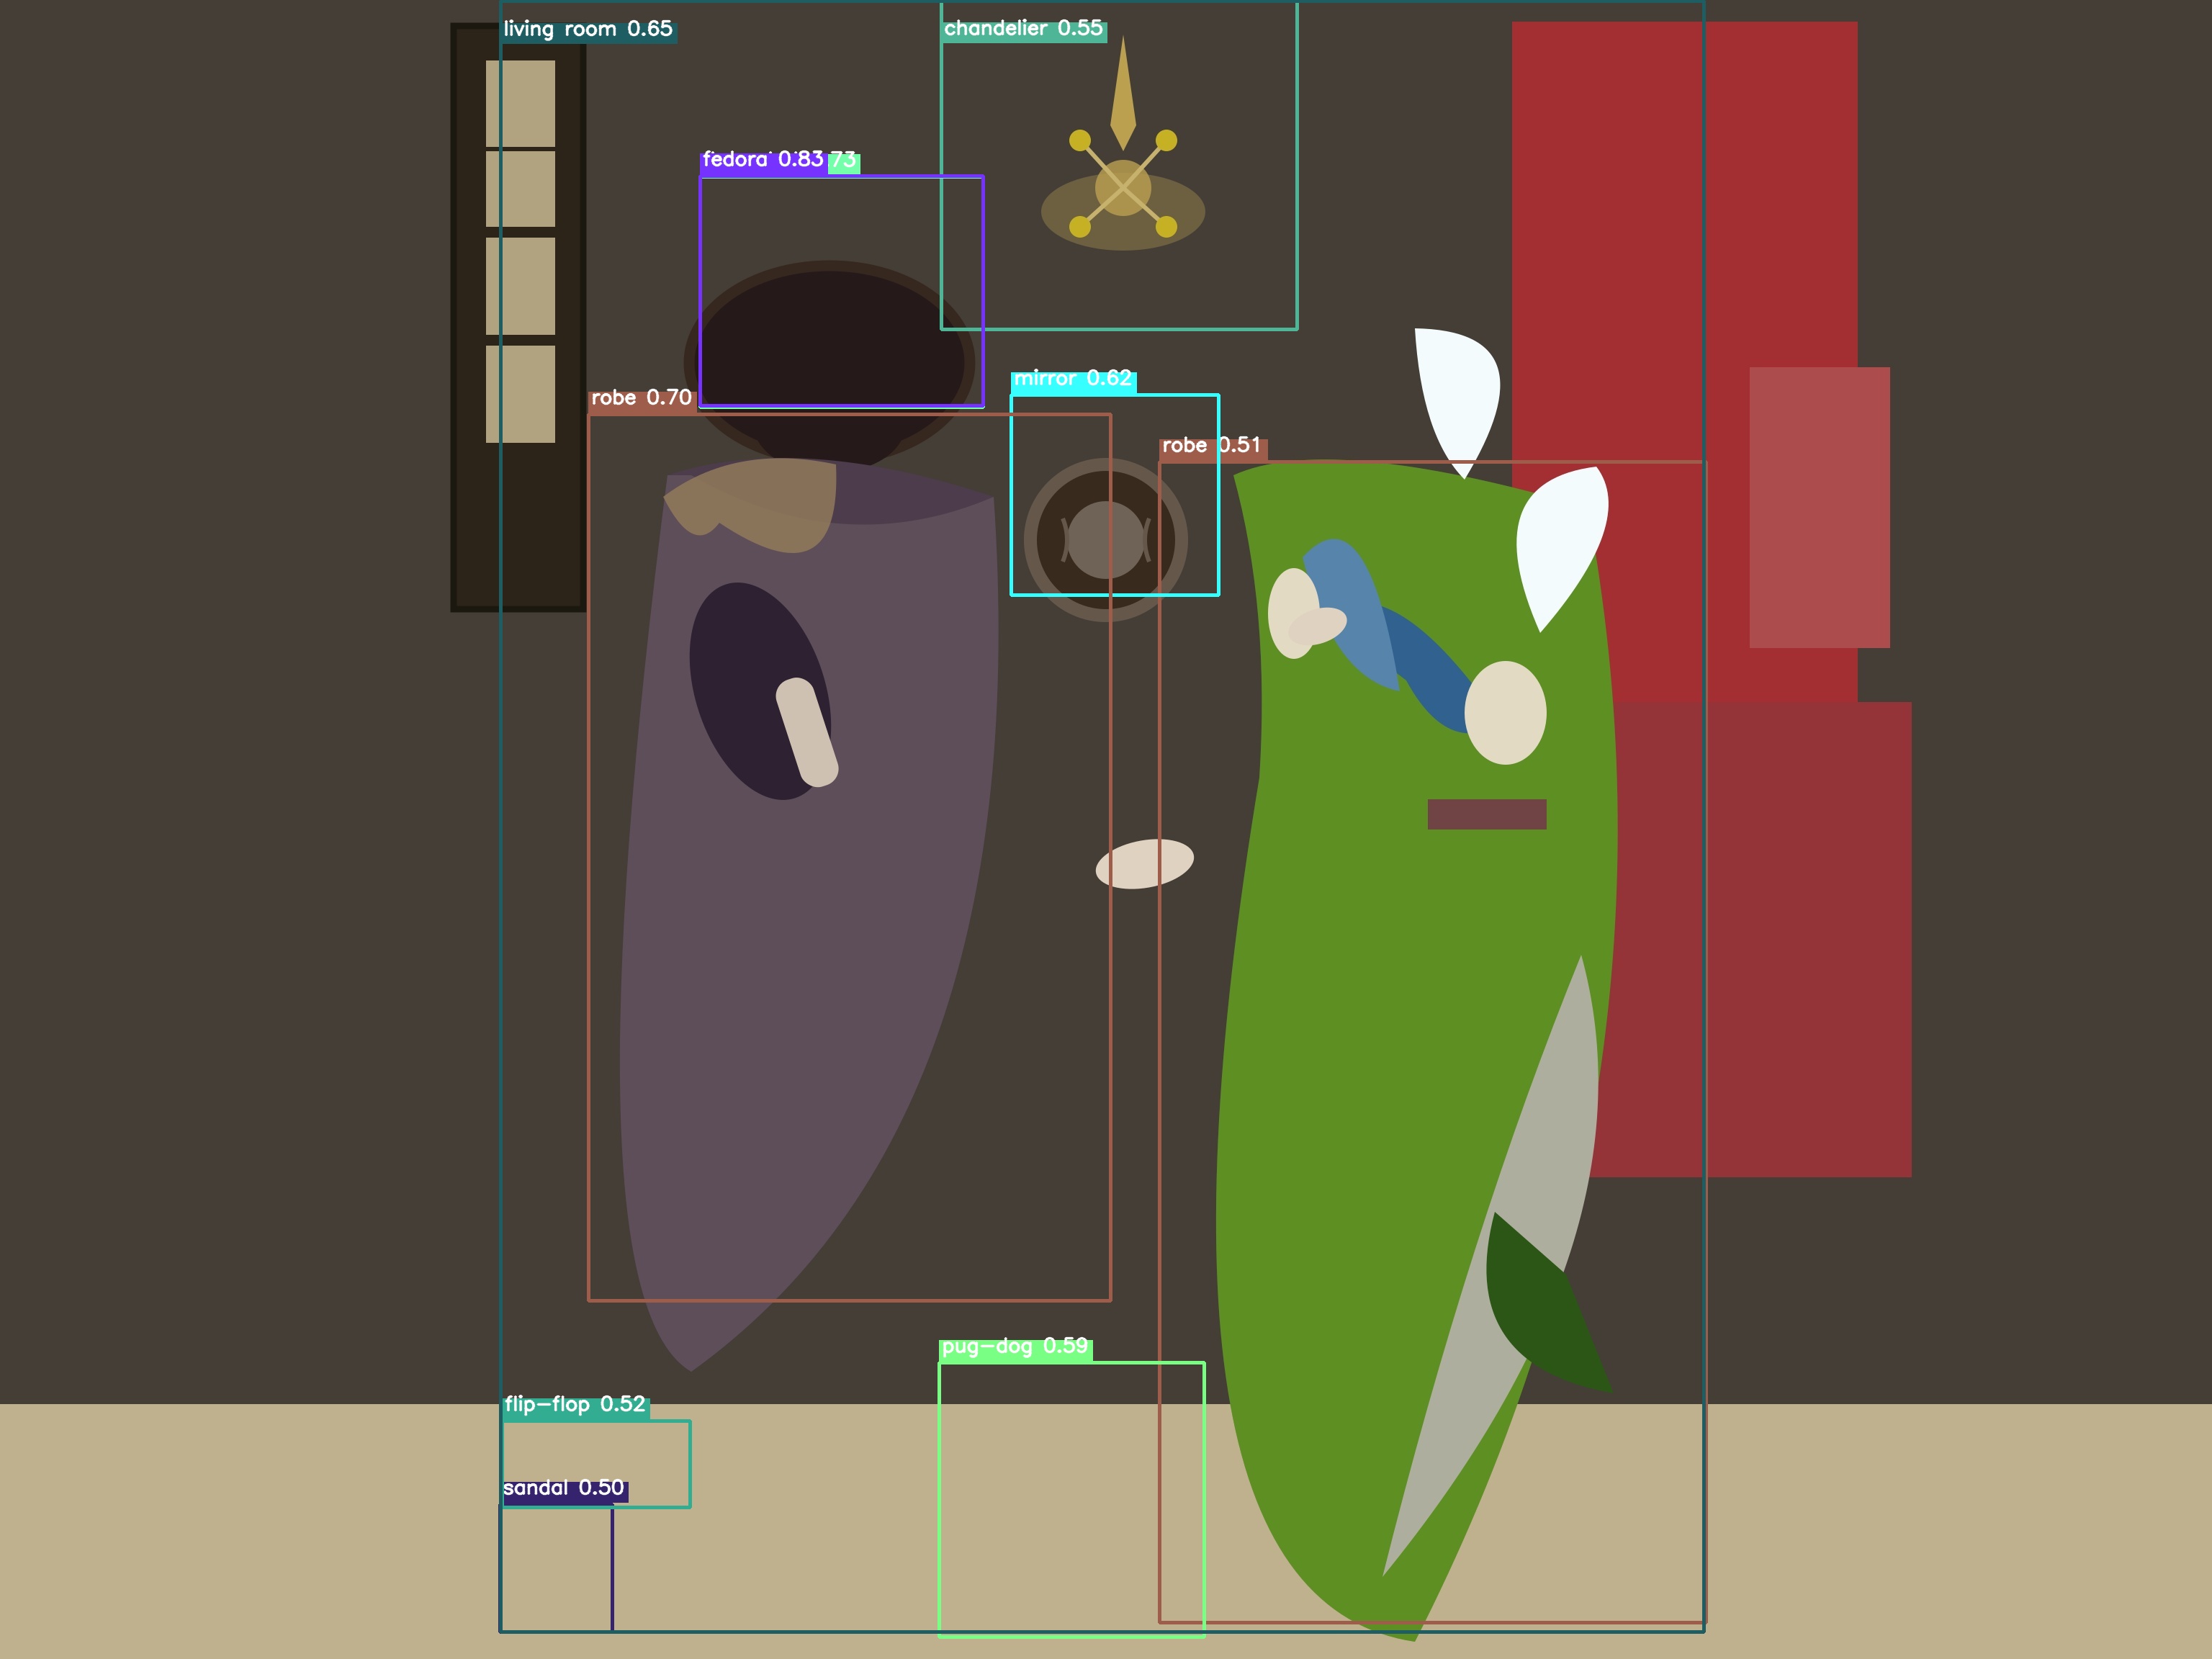 living room 0.65
chandelier 0.55
fedora 0.83
73
mirror 0.62
robe 0.70
robe 0.51
pug-dog 0.59
flip-flop 0.52
sandal 0.50